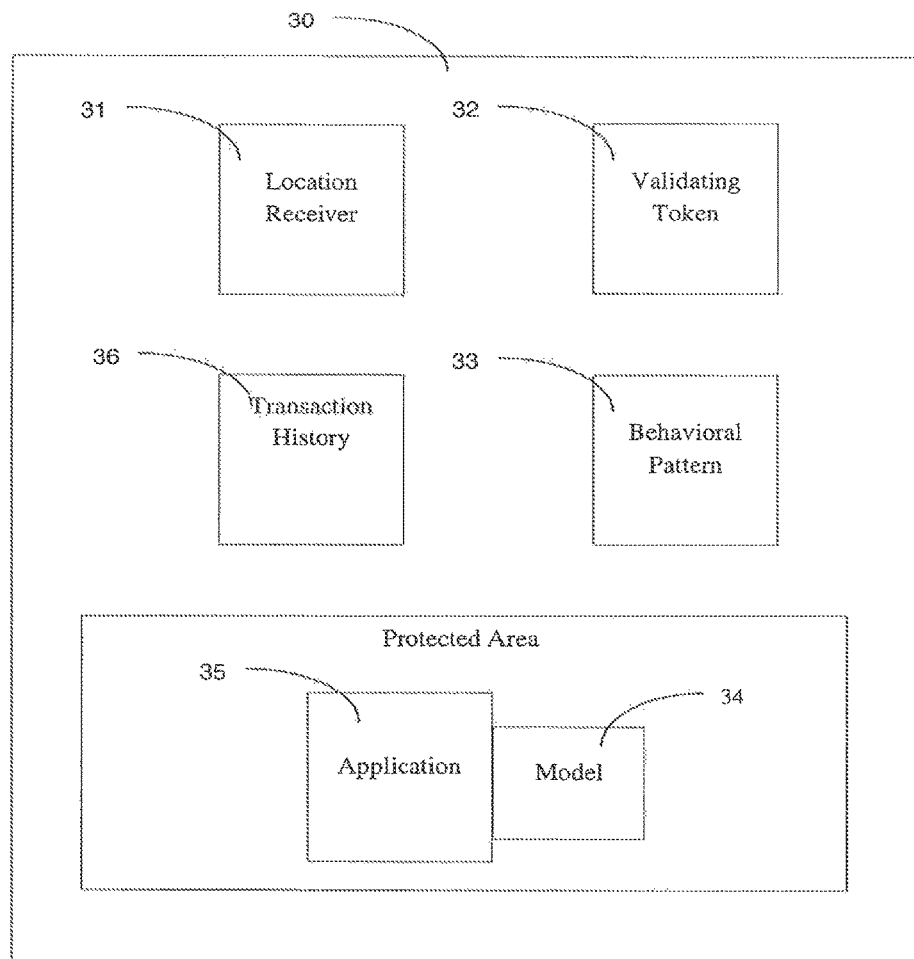 30
31
32
Location
Receiver
Validating
Token
36
33
Transaction
History
Behavioral
Pattern
Protected Area
35
34
Application
Model